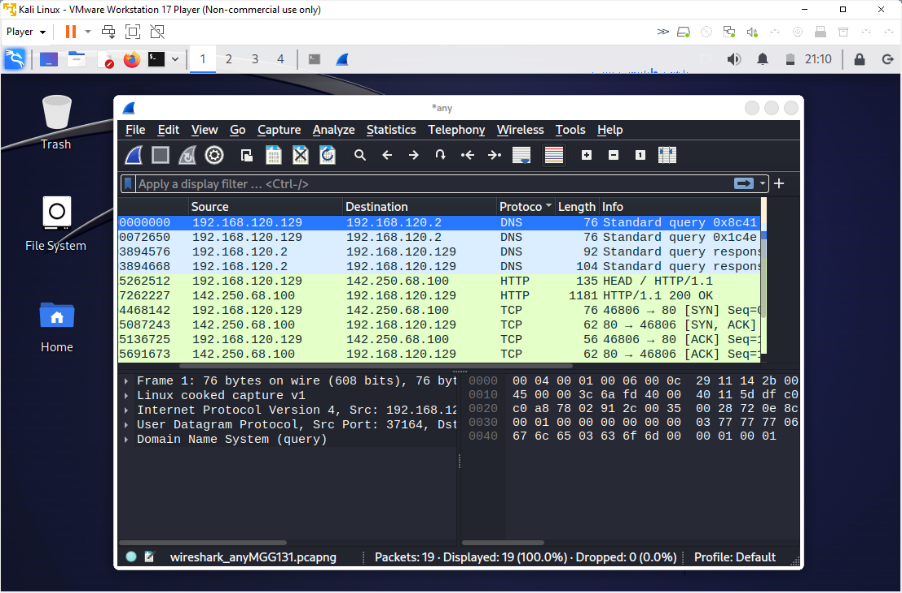 Kali Linux - VMware Workstation 17 Player (Non-commercial use only)
Player
1 2 3 4
21:10
Trash
File System
Home
*any
File Edit View Go Capture Analyze Statistics Telephony Wireless Tools Help
Apply a display filter … <Ctrl-/>
Source Destination Protoco Length Info
0000000 192.168.120.129 192.168.120.2 DNS 76 Standard query 0x8c41
0072650 192.168.120.129 192.168.120.2 DNS 76 Standard query 0x1c4e
3894576 192.168.120.2 192.168.120.129 DNS 92 Standard query respon
3894668 192.168.120.2 192.168.120.129 DNS 104 Standard query respon
5262512 192.168.120.129 142.250.68.100 HTTP 135 HEAD / HTTP/1.1
7262227 142.250.68.100 192.168.120.129 HTTP 1181 HTTP/1.1 200 OK
4468142 192.168.120.129 142.250.68.100 TCP 76 46806 → 80 [SYN] Seq=
5087243 142.250.68.100 192.168.120.129 TCP 62 80 → 46806 [SYN, ACK]
5136725 192.168.120.129 142.250.68.100 TCP 56 46806 → 80 [ACK] Seq=
5691673 142.250.68.100 192.168.120.129 TCP 62 80 → 46806 [ACK] Seq=
Frame 1: 76 bytes on wire (608 bits), 76 byt
Linux cooked capture v1
Internet Protocol Version 4, Src: 192.168.12
User Datagram Protocol, Src Port: 37164, Dst
Domain Name System (query)
0000 00 04 00 01 00 06 00 0c 29 11 14 2b 00
0010 45 00 00 3c 6a fd 40 00 40 11 5d df c0
0020 c0 a8 78 02 91 2c 00 35 00 28 72 0e 8c
0030 00 01 00 00 00 00 00 00 03 77 77 77 06
0040 67 6c 65 03 63 6f 6d 00 00 01 00 01
wireshark_anyMGG131.pcapng Packets: 19 · Displayed: 19 (100.0%) · Dropped: 0 (0.0%) Profile: Default